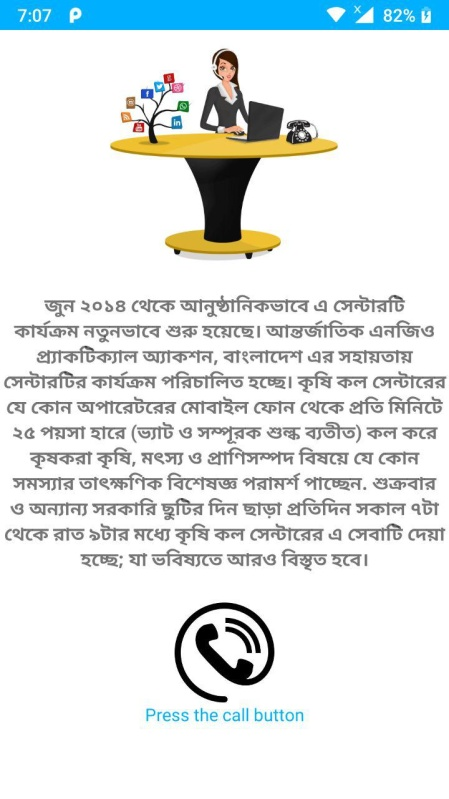 7:07
82%
জুন ২০১৪ থেকে আনুষ্ঠানিকভাবে এ সেন্টারটি
কার্যক্রম নতুনভাবে শুরু হয়েছে। আন্তর্জাতিক এনজিও
প্র্যাকটিক্যাল অ্যাকশন, বাংলাদেশ এর সহায়তায়
সেন্টারটির কার্যক্রম পরিচালিত হচ্ছে। কৃষি কল সেন্টারের
যে কোন অপারেটরের মোবাইল ফোন থেকে প্রতি মিনিটে
২৫ পয়সা হারে (ভ্যাট ও সম্পূরক শুল্ক ব্যতীত) কল করে
কৃষকরা কৃষি, মৎস্য ও প্রাণিসম্পদ বিষয়ে যে কোন
সমস্যার তাৎক্ষণিক বিশেষজ্ঞ পরামর্শ পাচ্ছেন. শুক্রবার
ও অন্যান্য সরকারি ছুটির দিন ছাড়া প্রতিদিন সকাল ৭টা
থেকে রাত ৯টার মধ্যে কৃষি কল সেন্টারের এ সেবাটি দেয়া
হচ্ছে; যা ভবিষ্যতে আরও বিস্তৃত হবে।
Press the call button